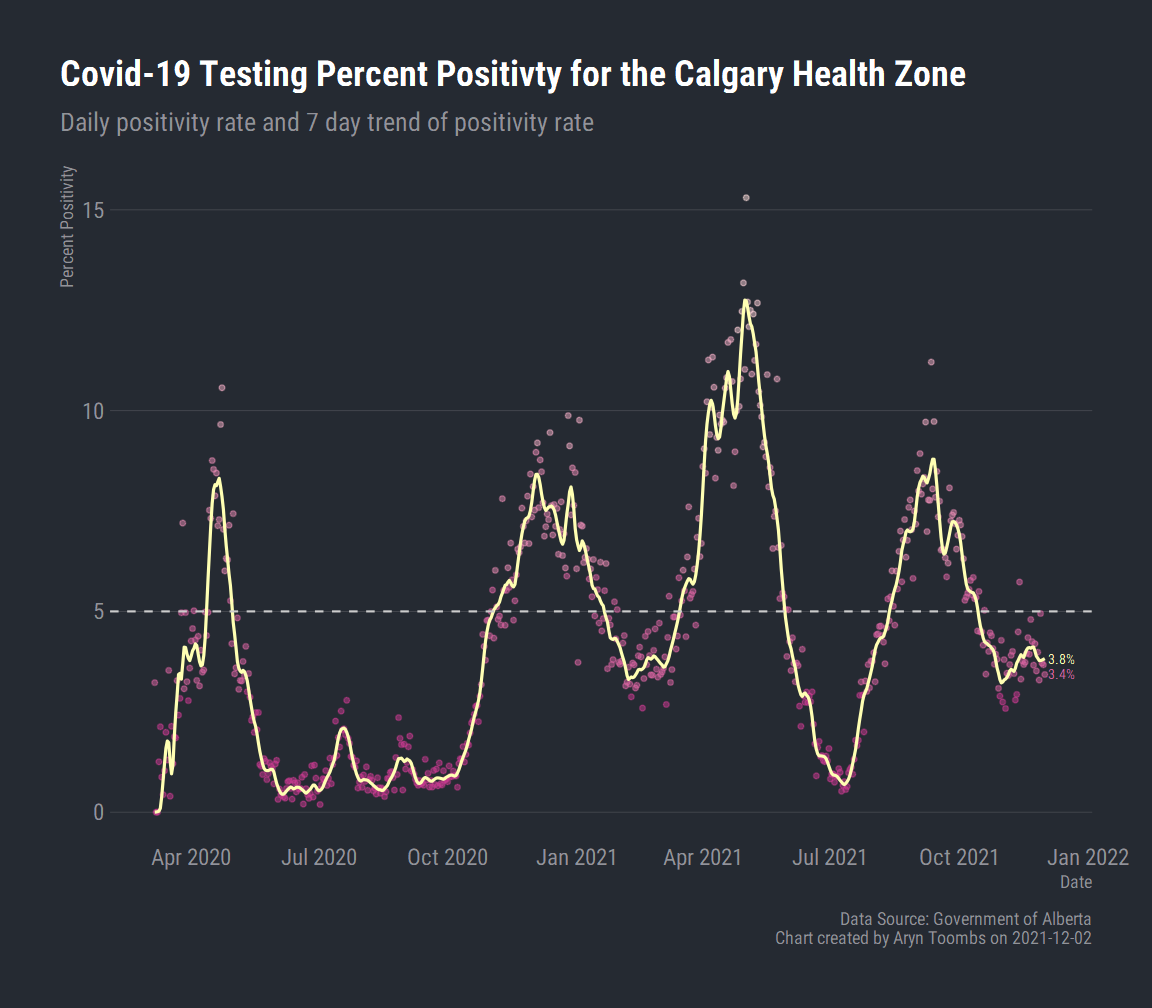 Covid-19 Testing Percent Positivty for the Calgary Health Zone
Daily positivity rate and 7 day trend of positivity rate
Percent Positivity
15
10
5
0
3.8%
3.4%
Apr 2020 Jul 2020 Oct 2020 Jan 2021 Apr 2021 Jul 2021 Oct 2021 Jan 2022
Date
Data Source: Government of Alberta
Chart created by Aryn Toombs on 2021-12-02